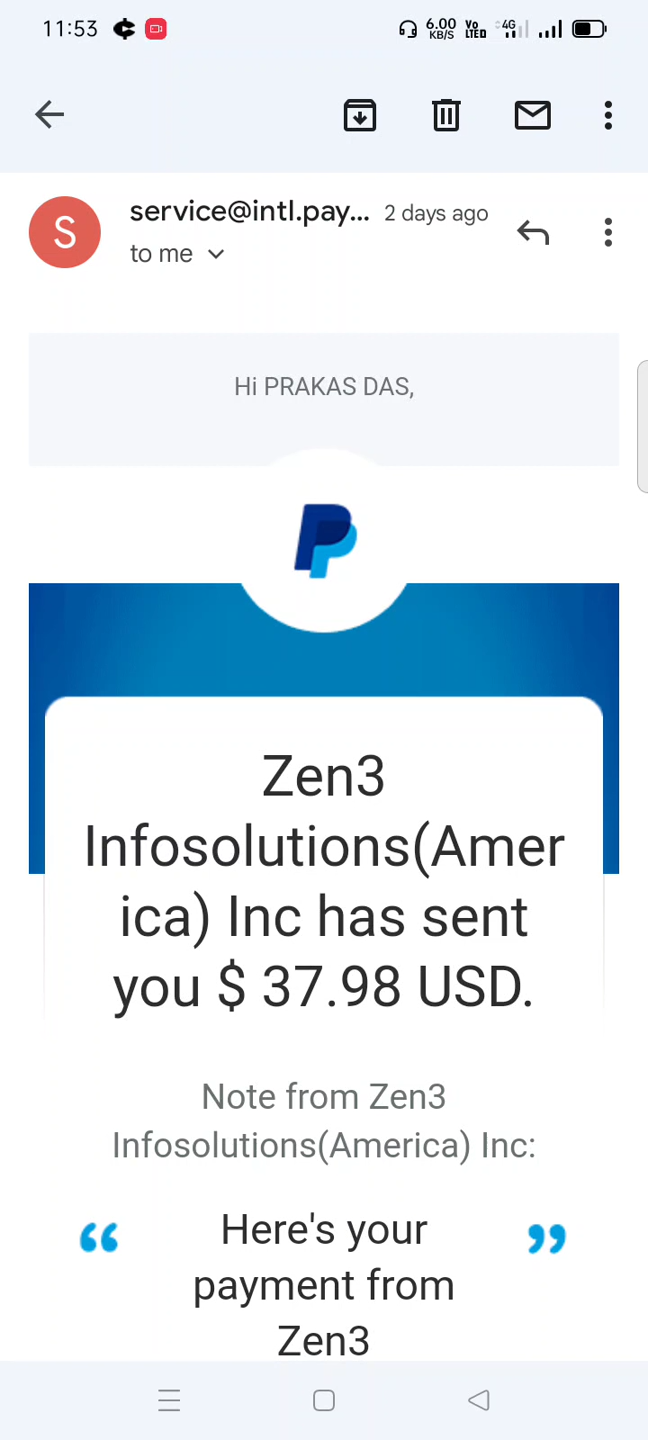 11:53
6.00 KB/S VoLTE 4G
service@intl.pay... 2 days ago
to me
S
Hi PRAKAS DAS,
Zen3
Infosolutions(Amer
ica) Inc has sent
you $ 37.98 USD.
Note from Zen3
Infosolutions(America) Inc:
“ Here's your ”
payment from
Zen3